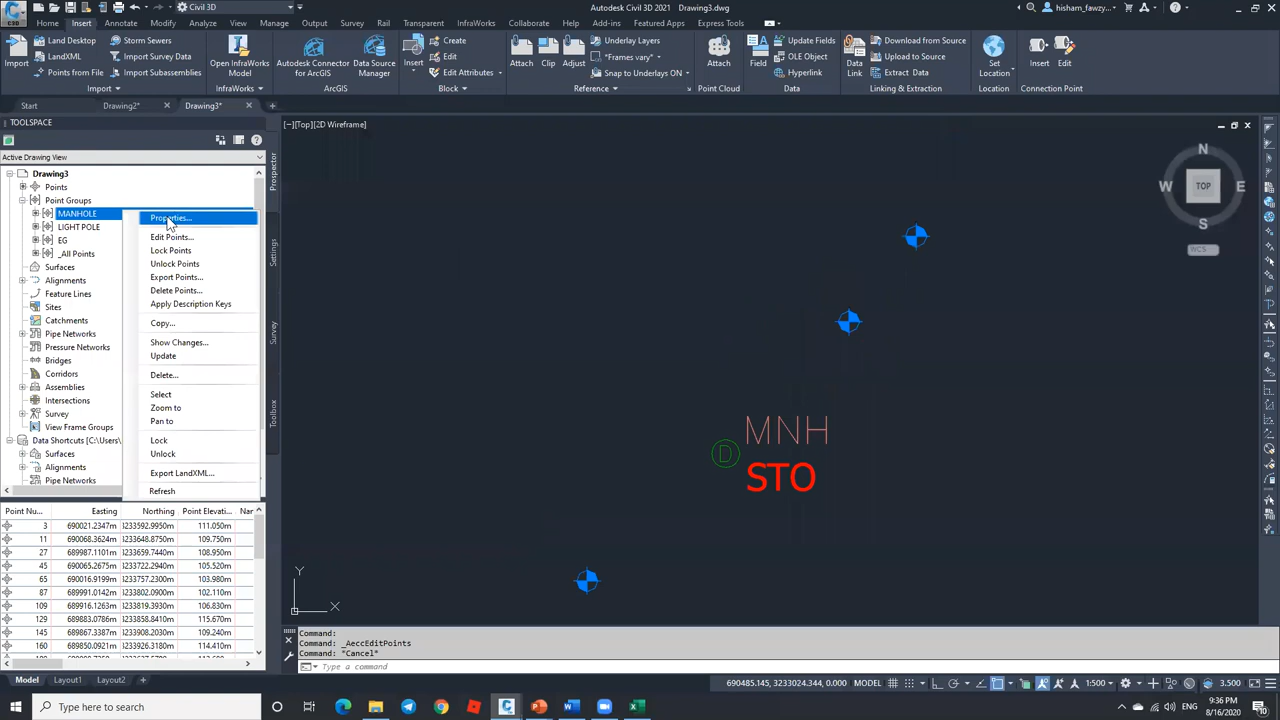 C3D
Civil 3D
Autodesk Civil 3D 2021 Drawing3.dwg
hisham_fawzy...
Home Insert Annotate Modify Analyze View Manage Output Survey Rail Transparent InfraWorks Collaborate Help Add-ins Featured Apps Express Tools
Import
Land Desktop
LandXML
Points from File
Storm Sewers
Import Survey Data
Import Subassemblies
Open InfraWorks Model
Autodesk Connector for ArcGIS
Data Source Manager
Insert
Create
Edit
Edit Attributes
Attach
Clip
Adjust
Underlay Layers
*Frames vary*
Snap to Underlays ON
Attach
Field
Update Fields
OLE Object
Hyperlink
Data Link
Download from Source
Upload to Source
Extract Data
Set Location
Insert
Edit
Import
InfraWorks
ArcGIS
Block
Reference
Point Cloud
Data
Linking & Extraction
Location
Connection Point
Start
Drawing2*
Drawing3*
TOOLSPACE
Active Drawing View
Drawing3
Points
Point Groups
MANHOLE
LIGHT POLE
EG
_All Points
Surfaces
Alignments
Feature Lines
Sites
Catchments
Pipe Networks
Pressure Networks
Bridges
Corridors
Assemblies
Intersections
Survey
View Frame Groups
Data Shortcuts [C:\Users\
Surfaces
Alignments
Pipe Networks
Properties...
Edit Points...
Lock Points
Unlock Points
Export Points...
Delete Points...
Apply Description Keys
Copy...
Show Changes...
Update
Delete...
Select
Zoom to
Pan to
Lock
Unlock
Export LandXML...
Refresh
Prospector
Settings
Survey
Toolbox
[−][Top][2D Wireframe]
N
W TOP E
S
WCS
MNH
D
STO
Y
X
Point Nu... Easting Northing Point Elevati...
3 690021.2347m 3233592.9950m 111.050m
11 690068.3624m 3233648.8750m 109.750m
27 689987.1101m 3233659.7440m 108.950m
45 690065.2675m 3233722.2940m 105.560m
65 690016.9199m 3233757.2300m 103.980m
87 689991.0142m 3233802.0900m 102.110m
109 689916.1263m 3233819.3930m 106.830m
129 689883.0786m 3233858.8410m 115.670m
145 689867.3387m 3233908.2030m 109.240m
160 689850.0921m 3233926.3180m 114.410m
Command:
Command: _AeccEditPoints
Command: *Cancel*
Type a command
Model Layout1 Layout2 +
690485.145, 3233024.344, 0.000 MODEL
1:500
3.500
Type here to search
9:36 PM
8/16/2020